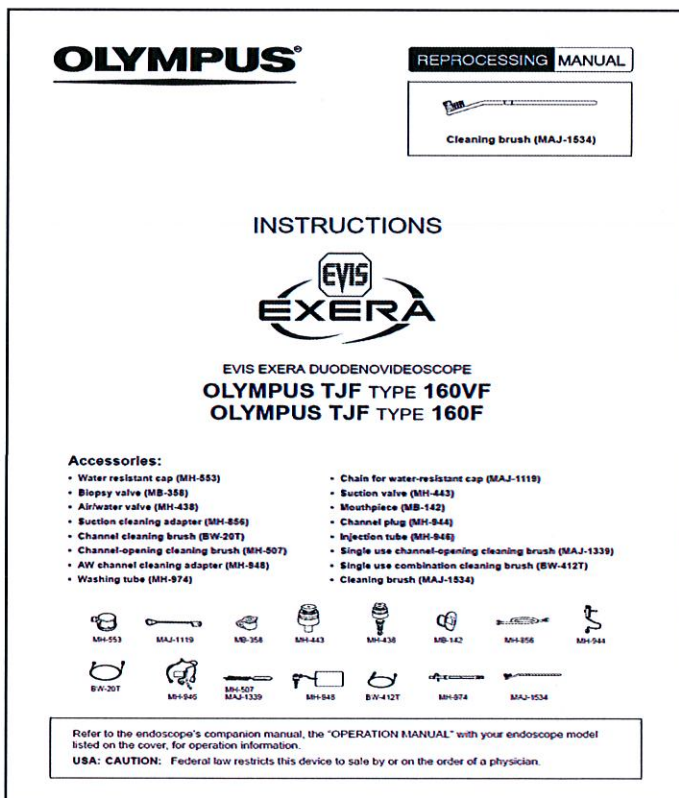 OLYMPUS®
REPROCESSING MANUAL
Cleaning brush (MAJ-1534)
INSTRUCTIONS
EVIS
EXERA
EVIS EXERA DUODENOVIDEOSCOPE
OLYMPUS TJF TYPE 160VF
OLYMPUS TJF TYPE 160F
Accessories:
• Water resistant cap (MH-553)
• Biopsy valve (MB-358)
• Air/water valve (MH-438)
• Suction cleaning adapter (MH-856)
• Channel cleaning brush (BW-20T)
• Channel-opening cleaning brush (MH-507)
• AW channel cleaning adapter (MH-948)
• Washing tube (MH-974)
• Chain for water-resistant cap (MAJ-1119)
• Suction valve (MH-443)
• Mouthpiece (MB-142)
• Channel plug (MH-944)
• Injection tube (MH-946)
• Single use channel-opening cleaning brush (MAJ-1339)
• Single use combination cleaning brush (BW-412T)
• Cleaning brush (MAJ-1534)
MH-553 MAJ-1119 MB-358 MH-443 MH-438 MB-142 MH-856 MH-944
BW-20T MH-946 MH-507 MH-948 BW-412T MH-974 MAJ-1534
MAJ-1339
Refer to the endoscope's companion manual, the "OPERATION MANUAL" with your endoscope model
listed on the cover, for operation information.
USA: CAUTION: Federal law restricts this device to sale by or on the order of a physician.